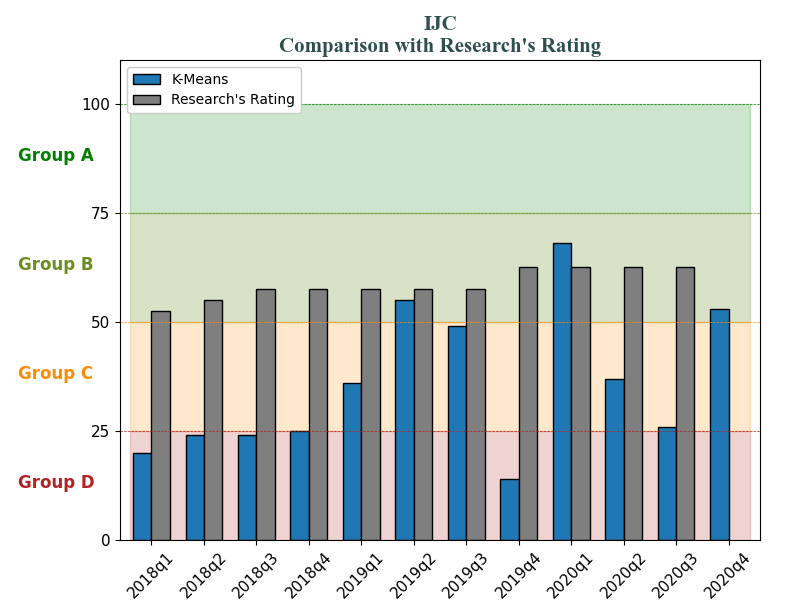 IJC
Comparison with Research's Rating
K-Means
Research's Rating
100
Group A
75
Group B
50
Group C
25
Group D
0
2018q1
2018q2
2018q3
2018q4
2019q1
2019q2
2019q3
2019q4
2020q1
2020q2
2020q3
2020q4